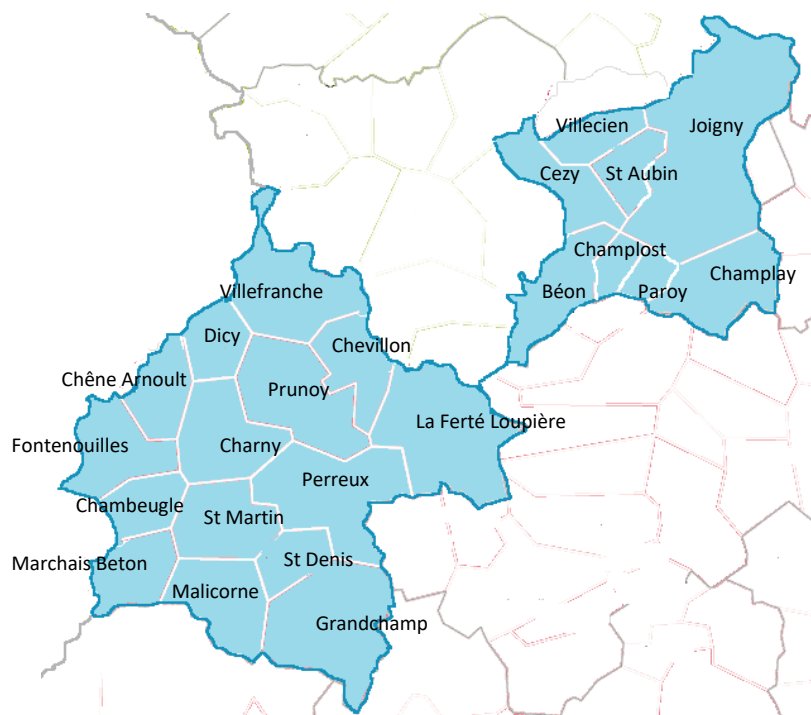 Villecien
Joigny
Cezy
St Aubin
Champlost
Champlay
Béon
Paroy
Villefranche
Dicy
Chevillon
Chêne Arnoult
Prunoy
La Ferté Loupière
Fontenouilles
Charny
Perreux
Chambeugle
St Martin
Marchais Beton
St Denis
Malicorne
Grandchamp